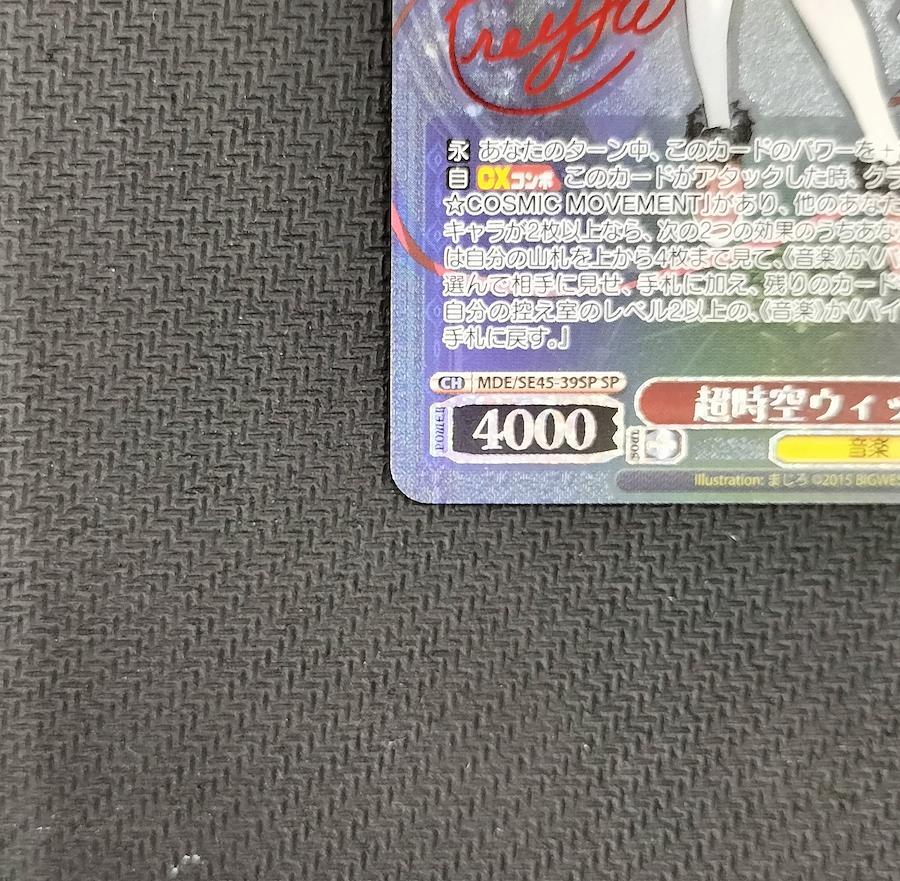 Freyja
永 あなたのターン中、このカードのパワーを+
自 CXコンボ このカードがアタックした時、クラ
☆COSMIC MOVEMENT」があり、他のあなた
キャラが2枚以上なら、次の2つの効果のうちあな
は自分の山札を上から4枚まで見て、《音楽》か《バ
選んで相手に見せ、手札に加え、残りのカード
自分の控え室のレベル2以上の、《音楽》か《バイ
手札に戻す。』
CH MDE/SE45-39SP SP
超時空ウィッ
POWER 4000 SOUL
音楽
Illustration: ましろ ©2015 BIGWES